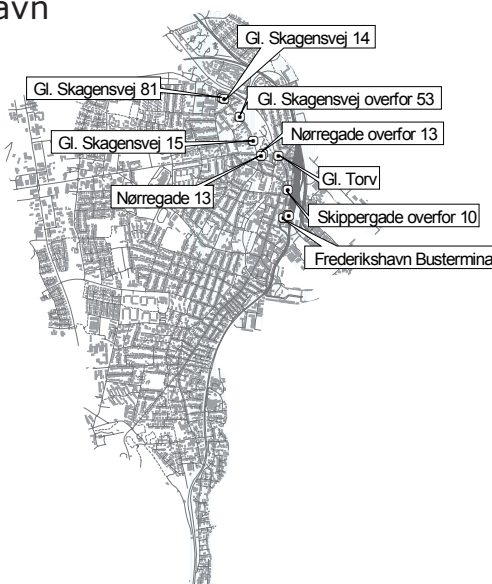 avn
Gl. Skagensvej 14
Gl. Skagensvej 81
Gl. Skagensvej overfor 53
Nørregade overfor 13
Gl. Skagensvej 15
Gl. Torv
Nørregade 13
Skippergade overfor 10
Frederikshavn Bustermina